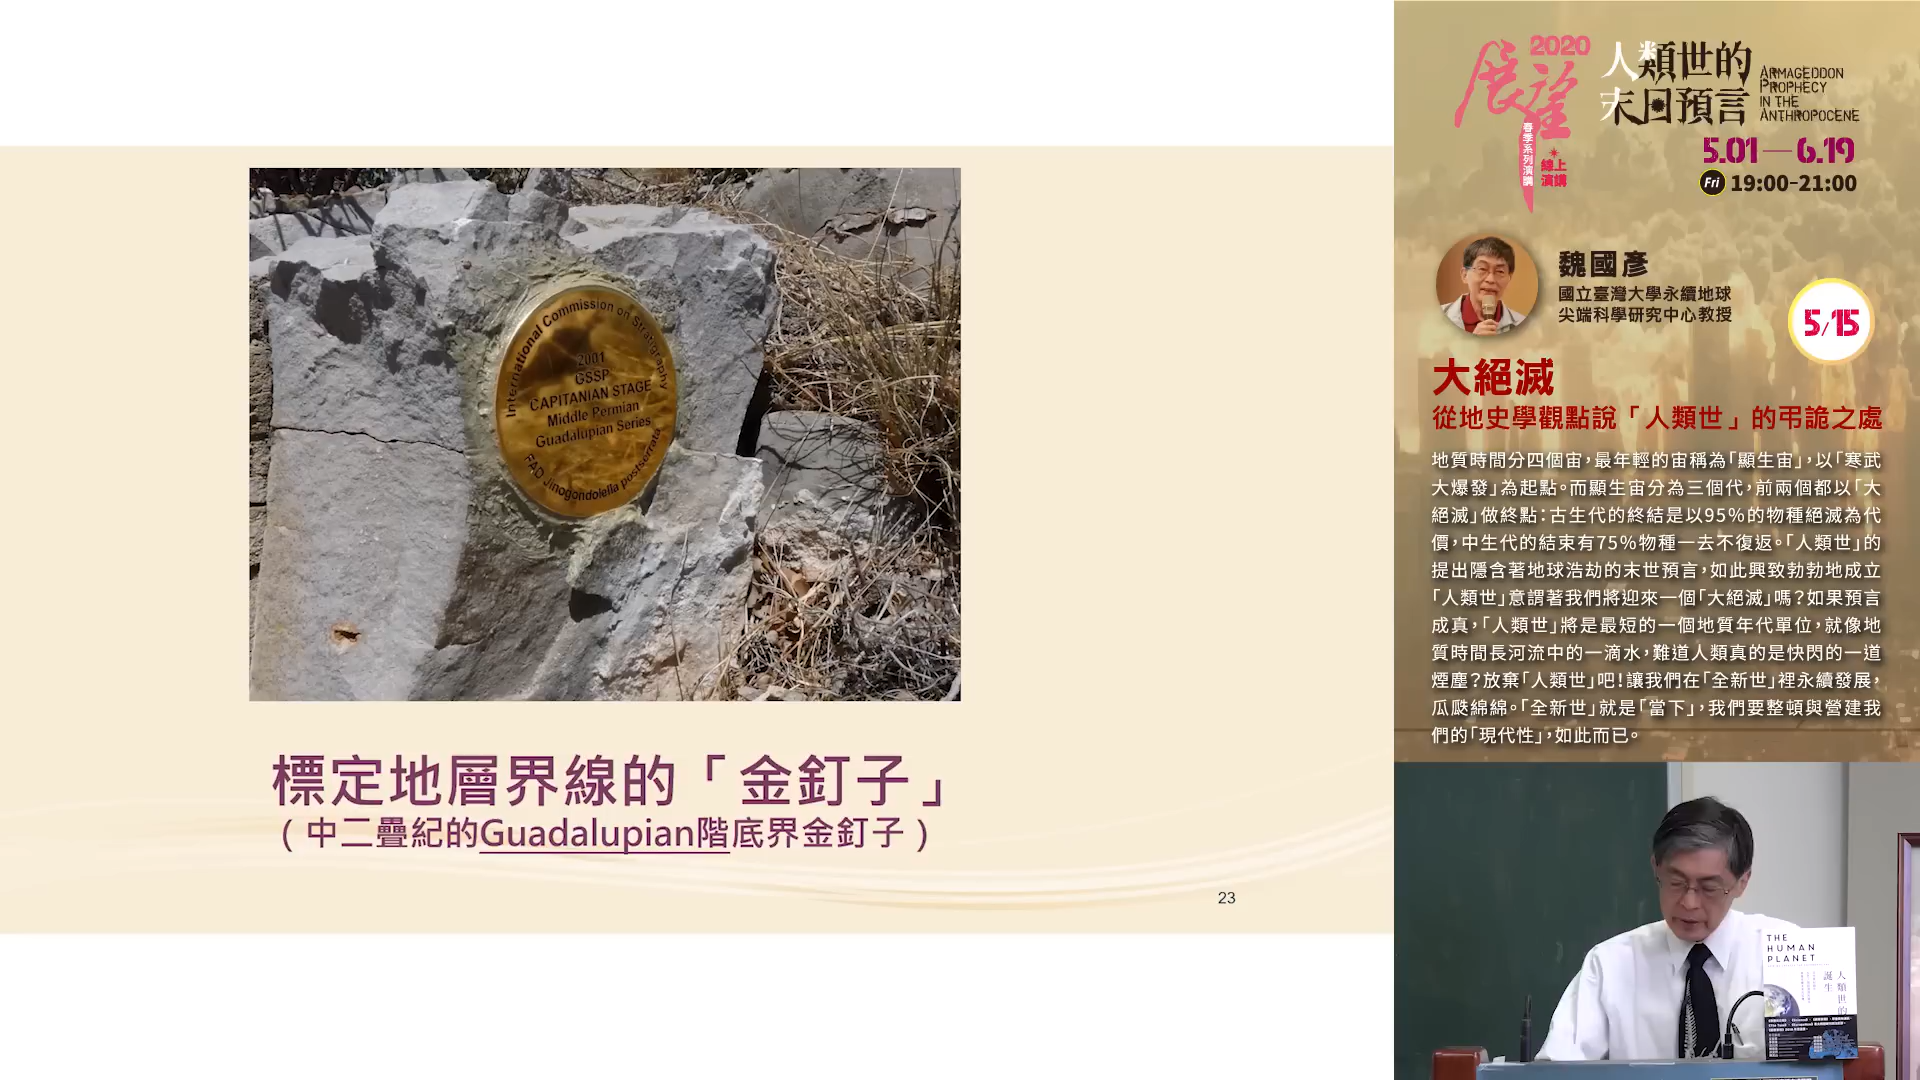 International Commission on Stratigraphy
2001
GSSP
CAPITANIAN STAGE
Middle Permian
Guadalupian Series
FAD Jinogondolella postserrata
標定地層界線的「金釘子」
(中二疊紀的Guadalupian階底界金釘子)
23
2020
展望
春季系列演講
線上
演講
人類世的
末日預言
ARMAGEDDON
PROPHECY
IN THE
ANTHROPOCENE
5.01—6.19
Fri 19:00-21:00
魏國彥
國立臺灣大學永續地球
尖端科學研究中心教授
5/15
大絕滅
從地史學觀點說「人類世」的弔詭之處
地質時間分四個宙,最年輕的宙稱為「顯生宙」,以「寒武
大爆發」為起點。而顯生宙分為三個代,前兩個都以「大
絕滅」做終點:古生代的終結是以95%的物種絕滅為代
價,中生代的結束有75%物種一去不復返。「人類世」的
提出隱含著地球浩劫的末世預言,如此興致勃勃地成立
「人類世」意謂著我們將迎來一個「大絕滅」嗎?如果預言
成真,「人類世」將是最短的一個地質年代單位,就像地
質時間長河流中的一滴水,難道人類真的是快閃的一道
煙塵?放棄「人類世」吧!讓我們在「全新世」裡永續發展,
瓜瓞綿綿。「全新世」就是「當下」,我們要整頓與營建我
們的「現代性」,如此而已。
THE
HUMAN
PLANET
人類世的
誕生